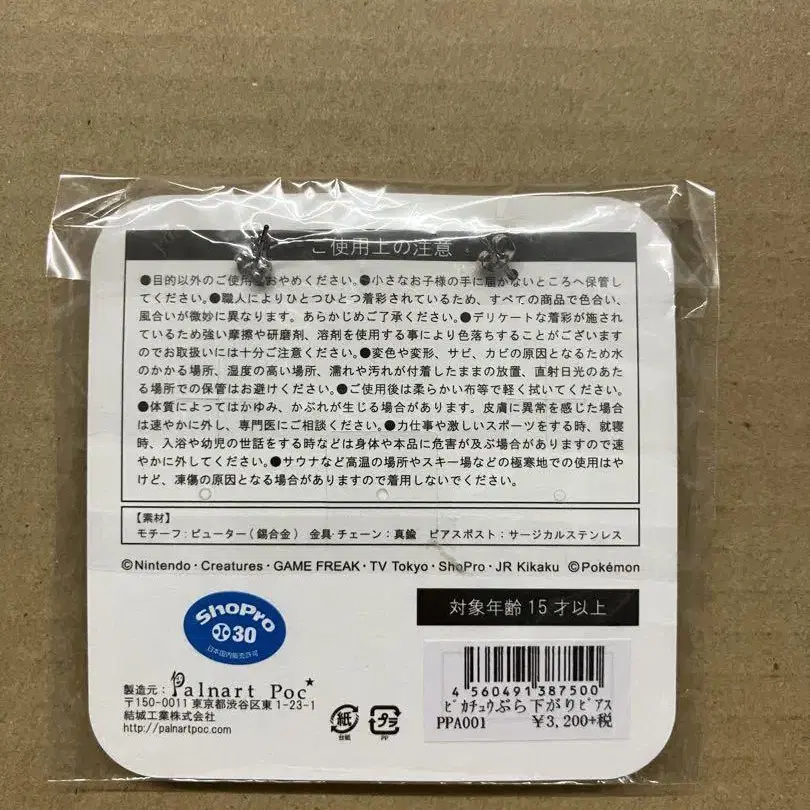 ご使用上の注意
●目的以外のご使用はおやめください。●小さなお子様の手に届かないところへ保管し
てください。●職人によりひとつひとつ着彩されているため、すべての商品で色合い、
風合いが微妙に異なります。あらかじめご了承ください。●デリケートな着彩が施され
ているため強い摩擦や研磨剤、溶剤を使用する事により色落ちすることがございます
のでお取扱いには十分ご注意ください。●変色や変形、サビ、カビの原因となるため水
のかかる場所、湿度の高い場所、濡れや汚れが付着したままの放置、直射日光のあた
る場所での保管はお避けください。●ご使用後は柔らかい布等で軽く拭いてください。
●体質によってはかゆみ、かぶれが生じる場合があります。皮膚に異常を感じた場合
は速やかに外し、専門医にご相談ください。●力仕事や激しいスポーツをする時、就寝
時、入浴や幼児の世話をする時などは身体や本品に危害が及ぶ場合がありますので速
やかに外してください。●サウナなど高温の場所やスキー場などの極寒地での使用はや
けど、凍傷の原因となる場合がありますので着用しないでください。
【素材】
モチーフ:ピューター(錫合金) 金具・チェーン:真鍮 ピアスポスト:サージカルステンレス
©Nintendo・Creatures・GAME FREAK・TV Tokyo・ShoPro・JR Kikaku ©Pokémon
ShoPro
30
日本国内販売許可
対象年齢15才以上
製造元: Palnart Poc★
〒150-0011 東京都渋谷区東1-23-1
結城工業株式会社
http://palnartpoc.com
紙
台紙
プラ
4 560491 387500
ピカチュウぶら下がりピアス
PPA001 ¥3,200+税